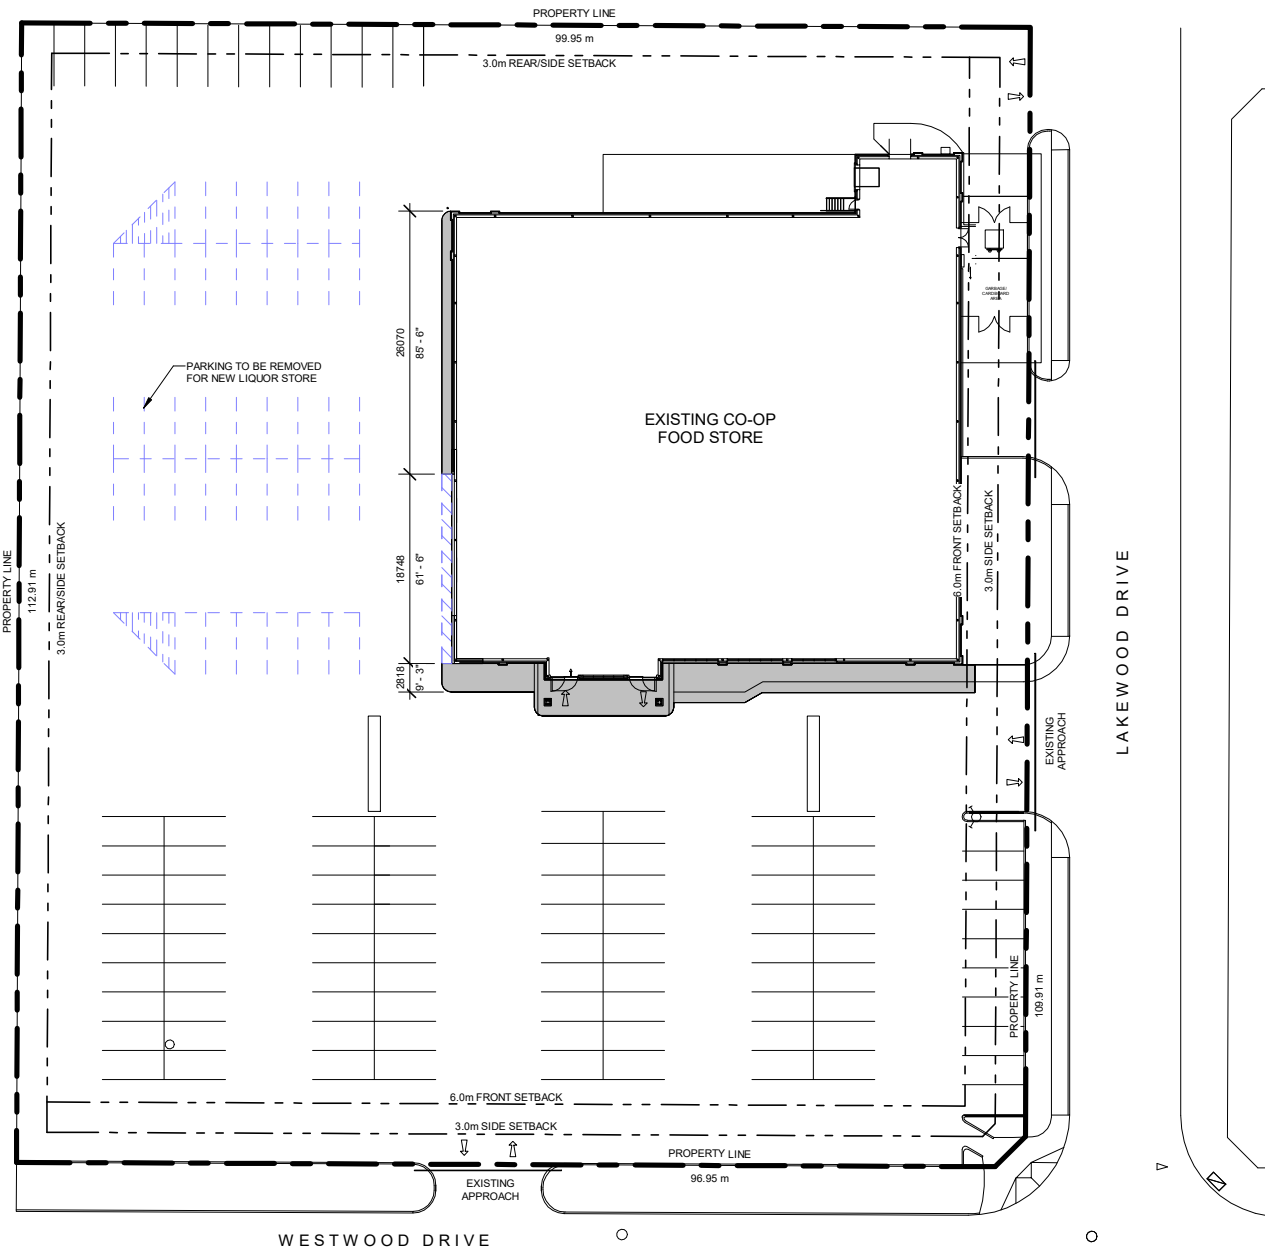 PROPERTY LINE
99.95 m
3.0m REAR/SIDE SETBACK
GARBAGE/
CARDBOARD
AREA
26070
85' - 6"
PARKING TO BE REMOVED
FOR NEW LIQUOR STORE
EXISTING CO-OP
FOOD STORE
6.0m FRONT SETBACK
3.0m SIDE SETBACK
PROPERTY LINE
112.91 m
3.0m REAR/SIDE SETBACK
18748
61' - 6"
2818
9' - 3"
LAKEWOOD DRIVE
EXISTING
APPROACH
PROPERTY LINE
109.91 m
6.0m FRONT SETBACK
3.0m SIDE SETBACK
PROPERTY LINE
96.95 m
EXISTING
APPROACH
WESTWOOD DRIVE